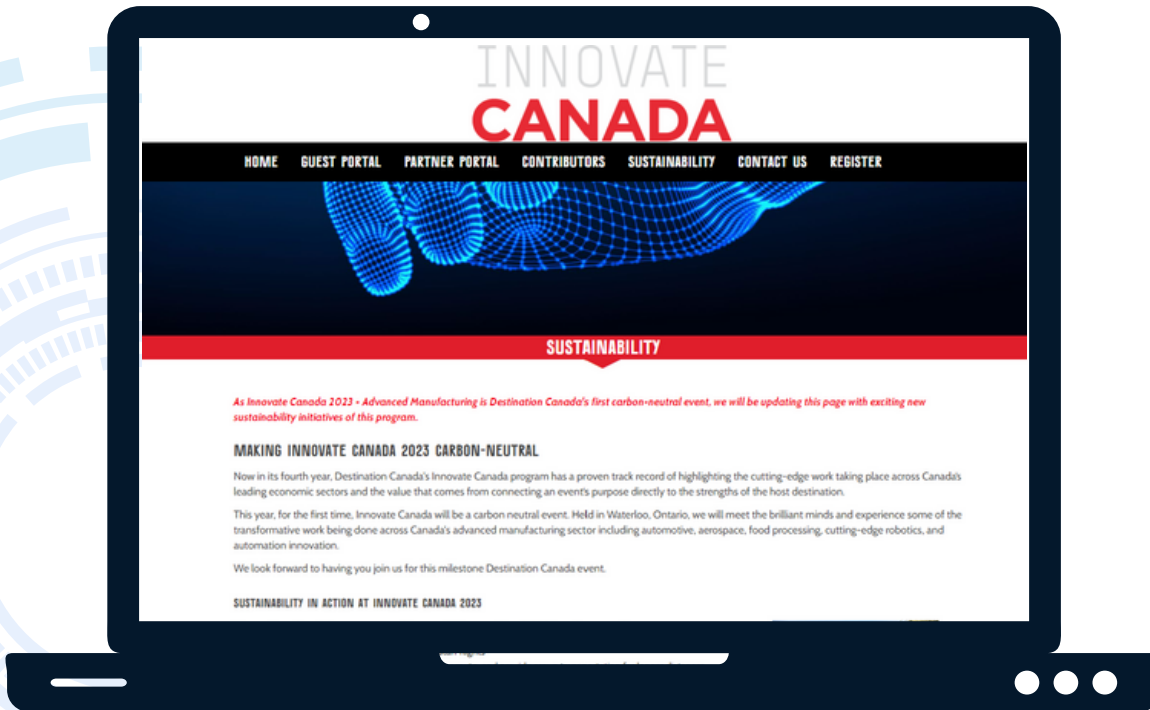 INNOVATE
CANADA
HOME GUEST PORTAL PARTNER PORTAL CONTRIBUTORS SUSTAINABILITY CONTACT US REGISTER
SUSTAINABILITY
As Innovate Canada 2023 - Advanced Manufacturing is Destination Canada's first carbon-neutral event, we will be updating this page with exciting new
sustainability initiatives of this program.
MAKING INNOVATE CANADA 2023 CARBON-NEUTRAL
Now in its fourth year, Destination Canada's Innovate Canada program has a proven track record of highlighting the cutting-edge work taking place across Canada's
leading economic sectors and the value that comes from connecting an event's purpose directly to the strengths of the host destination.
This year, for the first time, Innovate Canada will be a carbon neutral event. Held in Waterloo, Ontario, we will meet the brilliant minds and experience some of the
transformative work being done across Canada's advanced manufacturing sector including automotive, aerospace, food processing, cutting-edge robotics, and
automation innovation.
We look forward to having you join us for this milestone Destination Canada event.
SUSTAINABILITY IN ACTION AT INNOVATE CANADA 2023